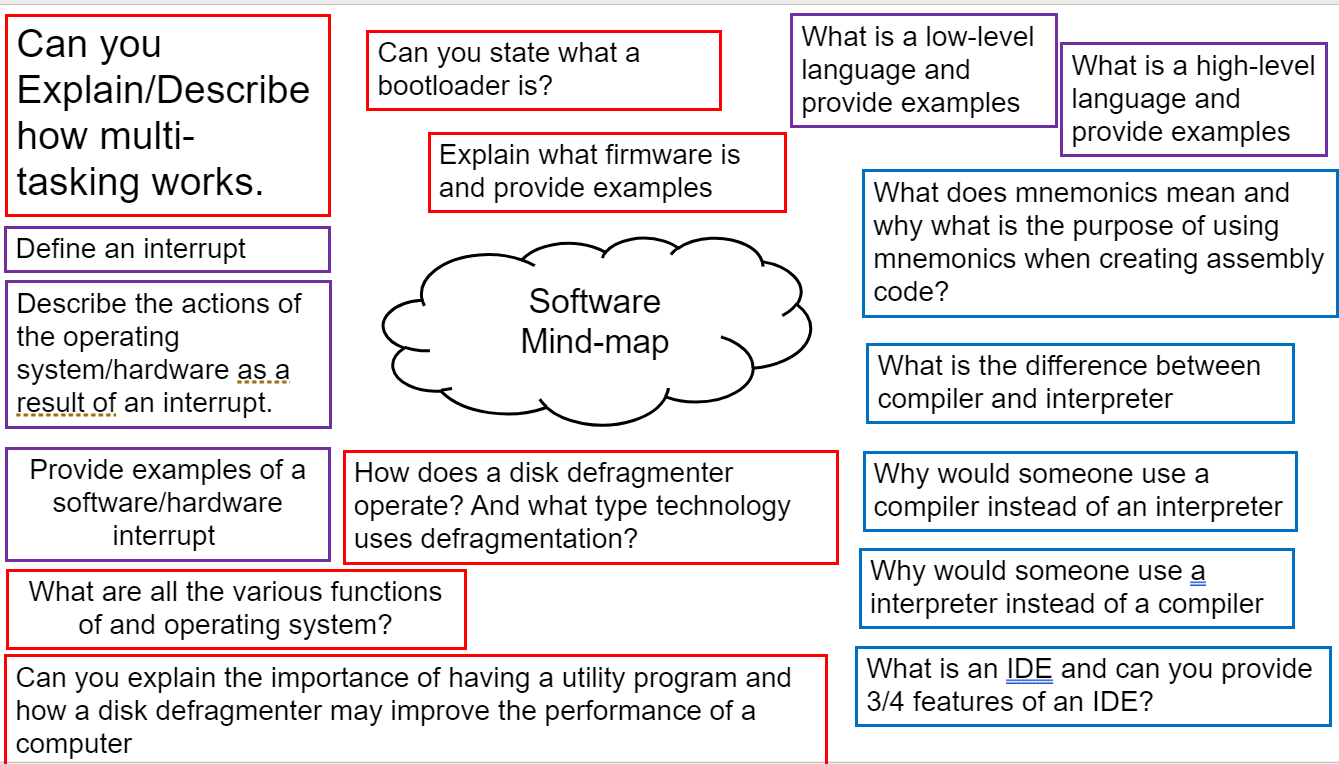 Can you
Explain/Describe
how multi-
tasking works.
Define an interrupt
Describe the actions of
the operating
system/hardware as a
result of an interrupt.
Provide examples of a
software/hardware
interrupt
What are all the various functions
of and operating system?
Can you explain the importance of having a utility program and
how a disk defragmenter may improve the performance of a
computer
Can you state what a
bootloader is?
Explain what firmware is
and provide examples
Software
Mind-map
How does a disk defragmenter
operate? And what type technology
uses defragmentation?
What is a low-level
language and
provide examples
What is a high-level
language and
provide examples
What does mnemonics mean and
why what is the purpose of using
mnemonics when creating assembly
code?
What is the difference between
compiler and interpreter
Why would someone use a
compiler instead of an interpreter
Why would someone use a
interpreter instead of a compiler
What is an IDE and can you provide
3/4 features of an IDE?